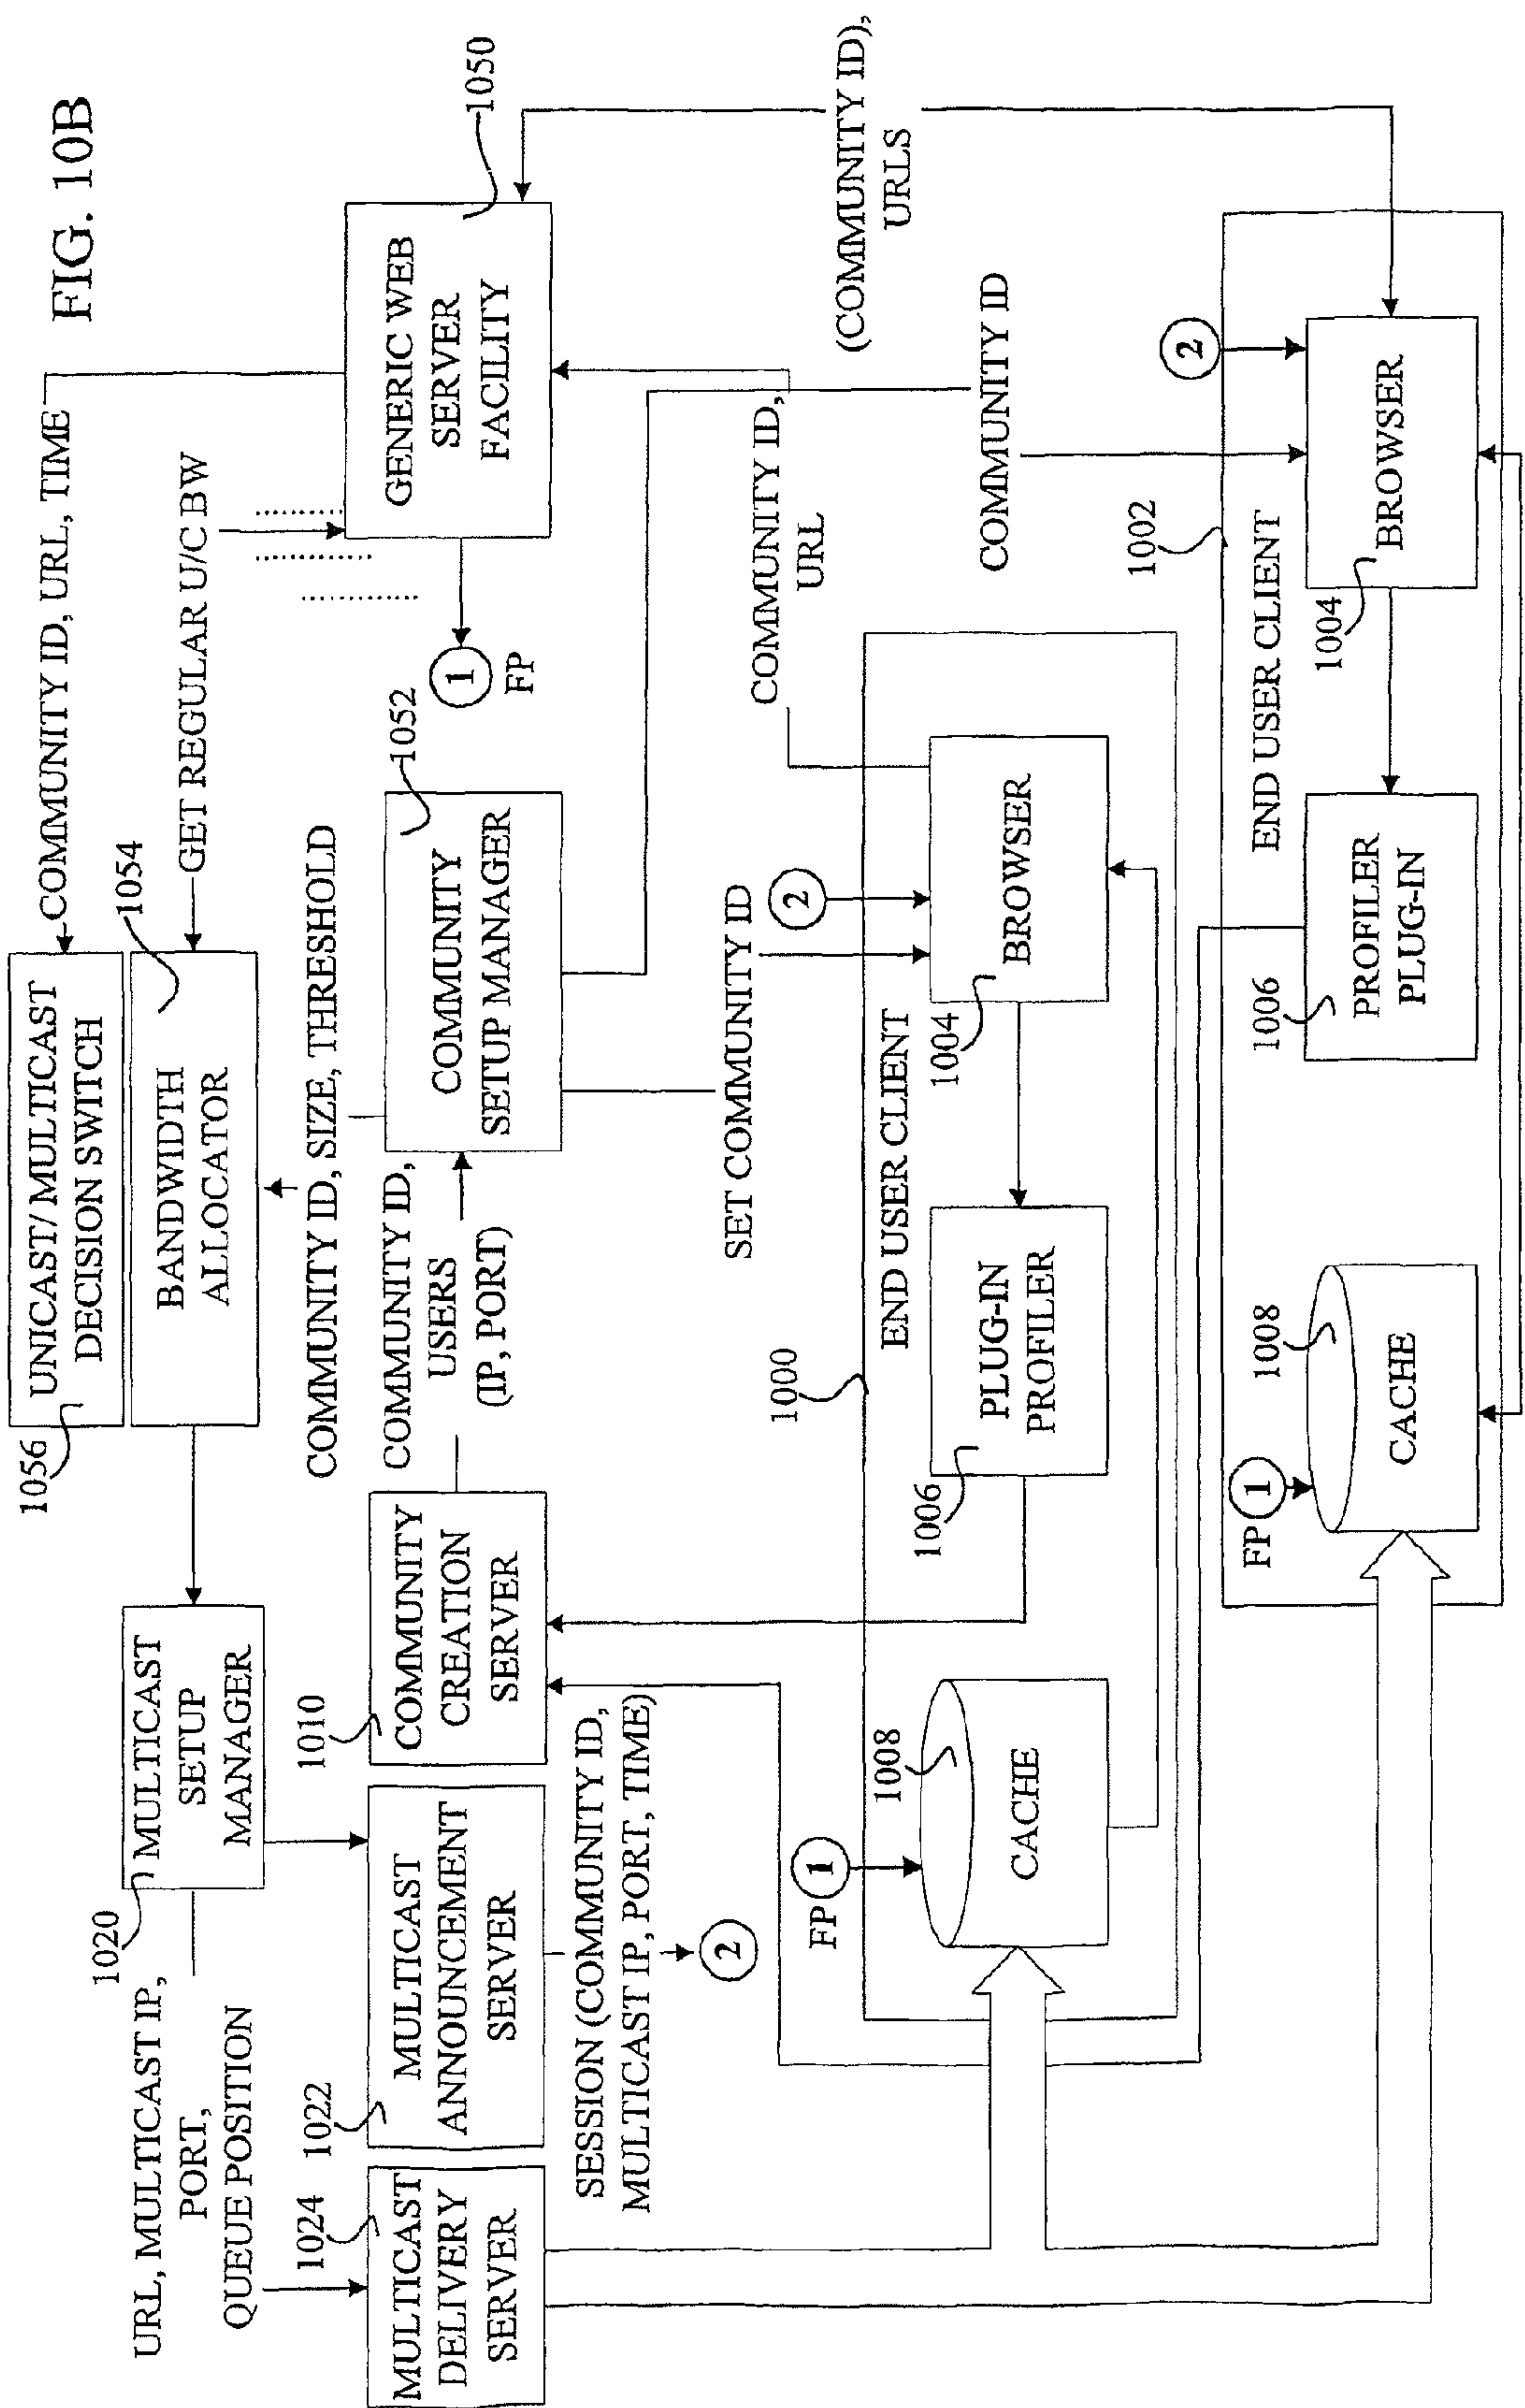 FIG. 10B
1056
UNICAST/MULTICAST
DECISION SWITCH
COMMUNITY ID, URL, TIME
BANDWIDTH
ALLOCATOR
1054
GET REGULAR U/C BW
1020
MULTICAST
SETUP
MANAGER
URL, MULTICAST IP,
PORT,
QUEUE POSITION
COMMUNITY ID, SIZE, THRESHOLD
1024
MULTICAST
DELIVERY
SERVER
1022
MULTICAST
ANNOUNCEMENT
SERVER
1010
COMMUNITY
CREATION
SERVER
COMMUNITY ID,
USERS
(IP, PORT)
1052
COMMUNITY
SETUP MANAGER
1
FP
GENERIC WEB
SERVER
FACILITY
1050
SESSION (COMMUNITY ID,
MULTICAST IP, PORT, TIME)
2
SET COMMUNITY ID
COMMUNITY ID,
URL
(COMMUNITY ID),
URLS
1000
END USER CLIENT
FP
1
1008
CACHE
1006
PLUG-IN
PROFILER
2
1004
BROWSER
COMMUNITY ID
1002
END USER CLIENT
FP
1
1008
CACHE
1006
PROFILER
PLUG-IN
1004
BROWSER
2